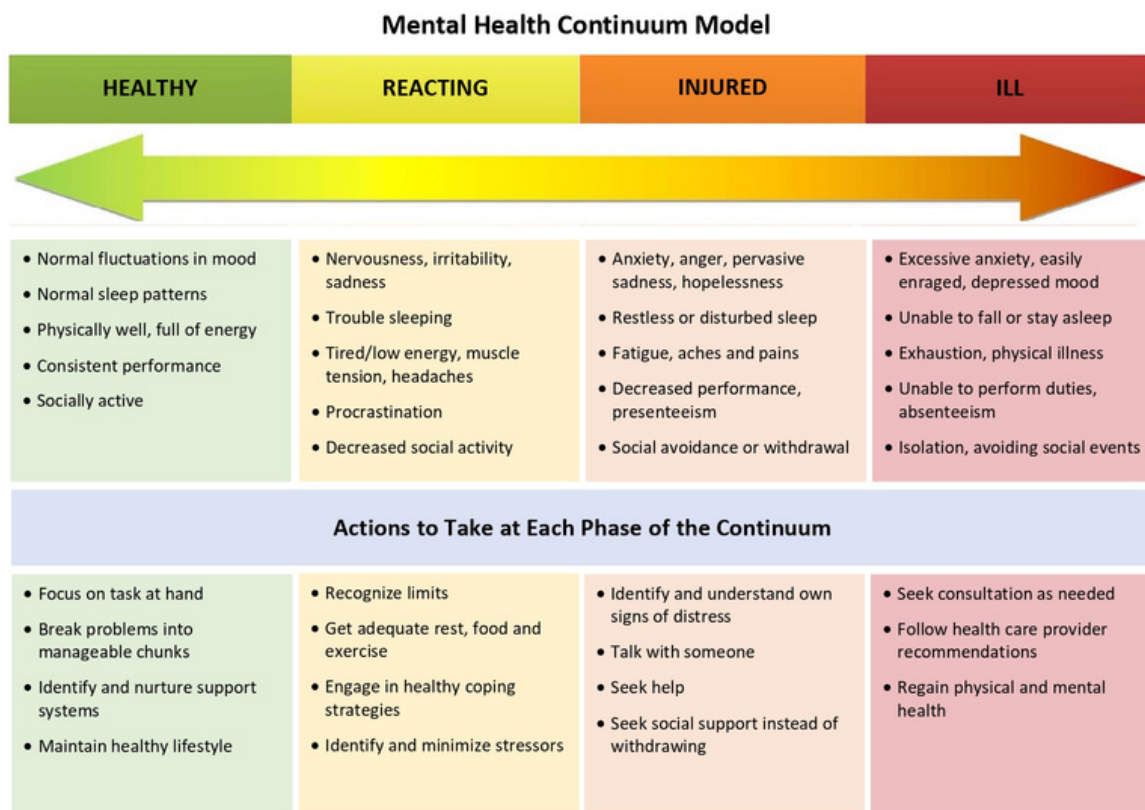 Mental Health Continuum Model
HEALTHY
REACTING
INJURED
ILL
• Normal fluctuations in mood
• Normal sleep patterns
• Physically well, full of energy
• Consistent performance
• Socially active
• Nervousness, irritability,
sadness
• Trouble sleeping
• Tired/low energy, muscle
tension, headaches
• Procrastination
• Decreased social activity
• Anxiety, anger, pervasive
sadness, hopelessness
• Restless or disturbed sleep
• Fatigue, aches and pains
• Decreased performance,
presenteeism
• Social avoidance or withdrawal
• Excessive anxiety, easily
enraged, depressed mood
• Unable to fall or stay asleep
• Exhaustion, physical illness
• Unable to perform duties,
absenteeism
• Isolation, avoiding social events
Actions to Take at Each Phase of the Continuum
• Focus on task at hand
• Break problems into
manageable chunks
• Identify and nurture support
systems
• Maintain healthy lifestyle
• Recognize limits
• Get adequate rest, food and
exercise
• Engage in healthy coping
strategies
• Identify and minimize stressors
• Identify and understand own
signs of distress
• Talk with someone
• Seek help
• Seek social support instead of
withdrawing
• Seek consultation as needed
• Follow health care provider
recommendations
• Regain physical and mental
health